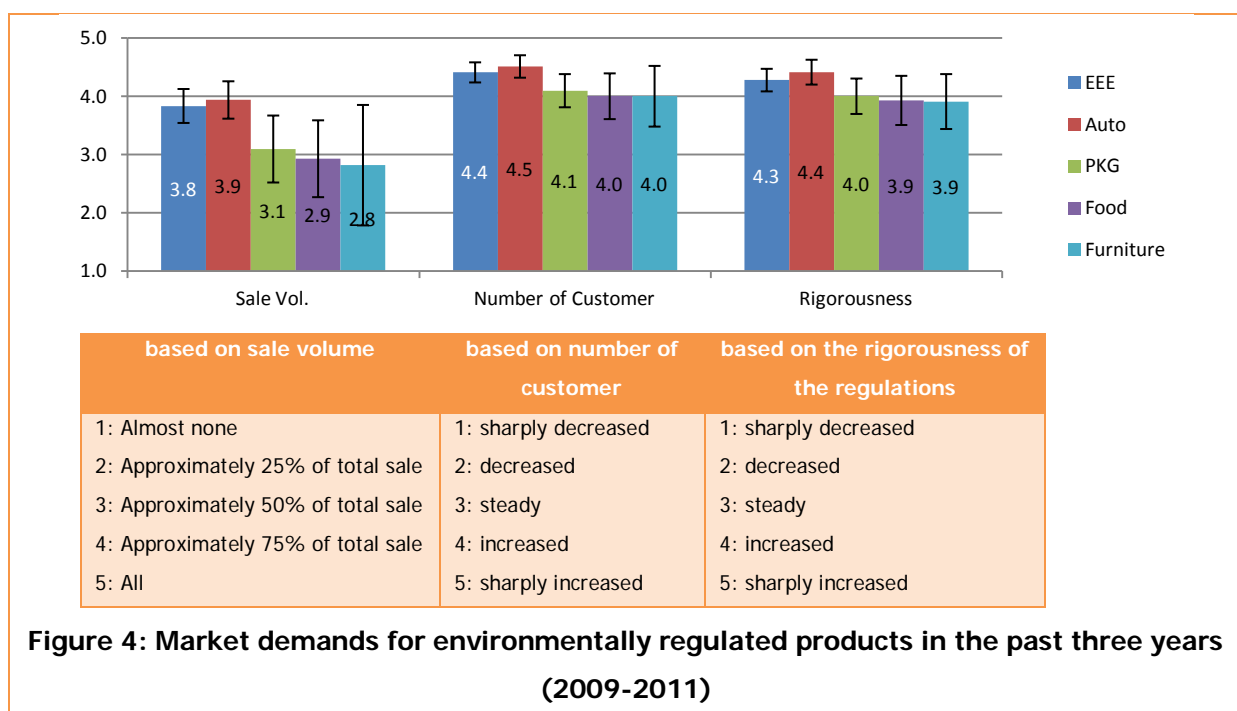 5.0
4.0
3.0
2.0
1.0
3.8
3.9
3.1
2.9
2.8
4.4
4.5
4.1
4.0
4.0
4.3
4.4
4.0
3.9
3.9
Sale Vol.
Number of Customer
Rigorousness
EEE
Auto
PKG
Food
Furniture
based on sale volume
1: Almost none
2: Approximately 25% of total sale
3: Approximately 50% of total sale
4: Approximately 75% of total sale
5: All
based on number of
customer
1: sharply decreased
2: decreased
3: steady
4: increased
5: sharply increased
based on the rigorousness of
the regulations
1: sharply decreased
2: decreased
3: steady
4: increased
5: sharply increased
Figure 4: Market demands for environmentally regulated products in the past three years
(2009-2011)